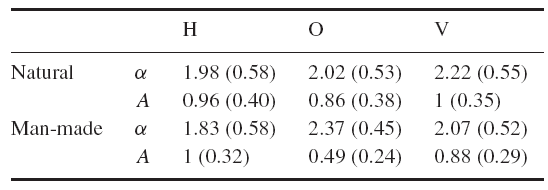 H O V
Natural α 1.98 (0.58) 2.02 (0.53) 2.22 (0.55)
A 0.96 (0.40) 0.86 (0.38) 1 (0.35)
Man-made α 1.83 (0.58) 2.37 (0.45) 2.07 (0.52)
A 1 (0.32) 0.49 (0.24) 0.88 (0.29)